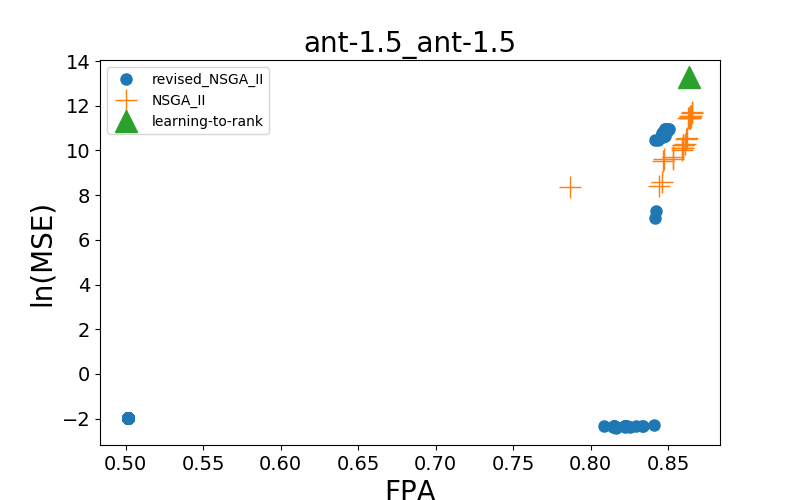 ant-1.5_ant-1.5
revised_NSGA_II
NSGA_II
learning-to-rank
14
12
10
8
6
4
2
0
−2
ln(MSE)
0.50 0.55 0.60 0.65 0.70 0.75 0.80 0.85
FPA